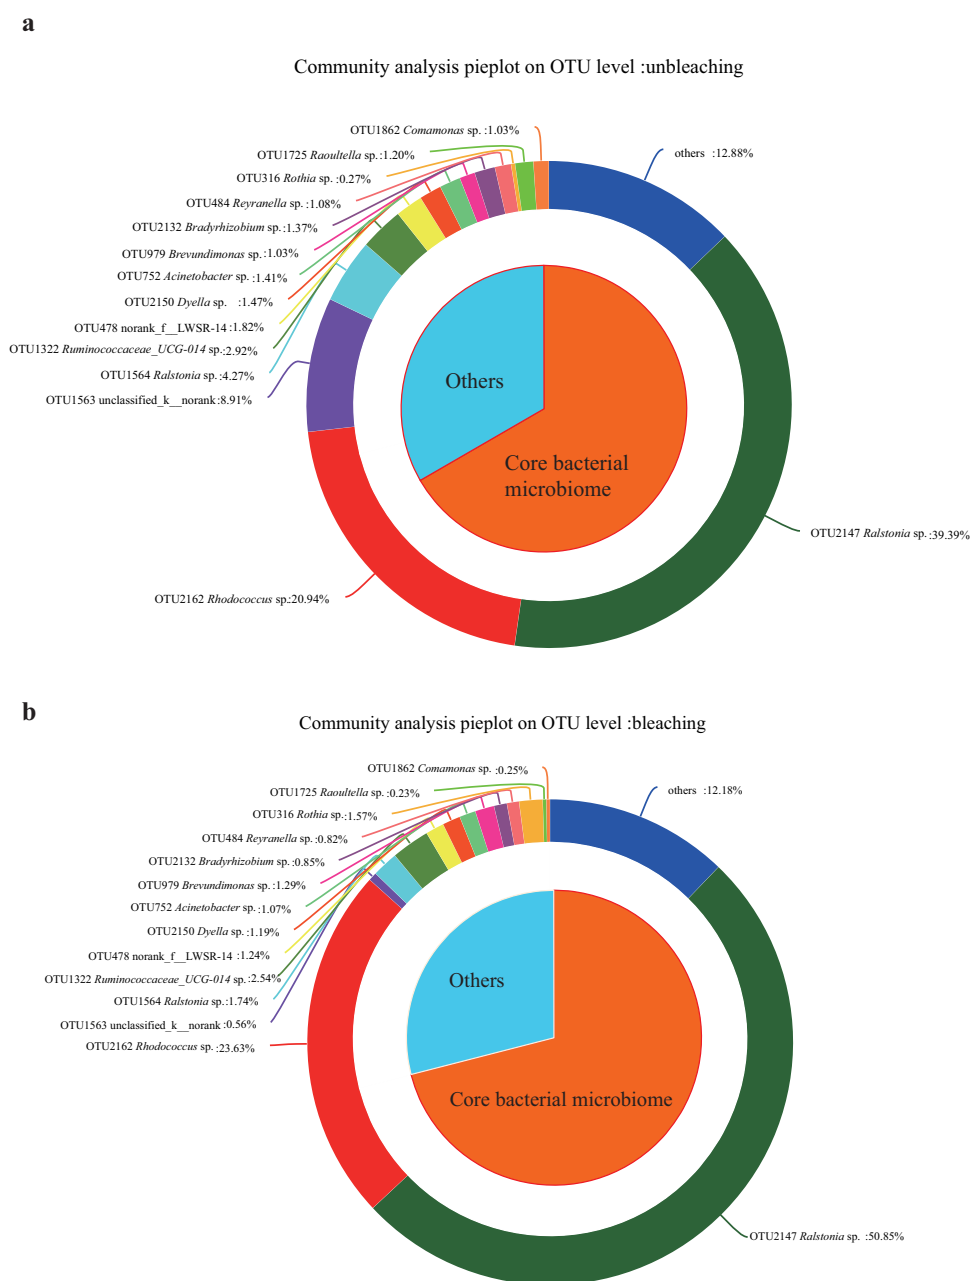 a
Community analysis pieplot on OTU level :unbleaching
OTU1862 Comamonas sp. :1.03%
others :12.88%
OTU1725 Raoultella sp. :1.20%
OTU316 Rothia sp. :0.27%
OTU484 Reyranella sp. :1.08%
OTU2132 Bradyrhizobium sp. :1.37%
OTU979 Brevundimonas sp. :1.03%
OTU752 Acinetobacter sp. :1.41%
OTU2150 Dyella sp. :1.47%
OTU478 norank_f__LWSR-14 :1.82%
OTU1322 Ruminococcaceae_UCG-014 sp.:2.92%
OTU1564 Ralstonia sp. :4.27%
OTU1563 unclassified_k__norank:8.91%
Others
Core bacterial
microbiome
OTU2147 Ralstonia sp. :39.39%
OTU2162 Rhodococcus sp.:20.94%
b
Community analysis pieplot on OTU level :bleaching
OTU1862 Comamonas sp. :0.25%
others :12.18%
OTU1725 Raoultella sp. :0.23%
OTU316 Rothia sp. :1.57%
OTU484 Reyranella sp. :0.82%
OTU2132 Bradyrhizobium sp. :0.85%
OTU979 Brevundimonas sp. :1.29%
OTU752 Acinetobacter sp. :1.07%
OTU2150 Dyella sp. :1.19%
OTU478 norank_f__LWSR-14 :1.24%
OTU1322 Ruminococcaceae_UCG-014 sp. :2.54%
OTU1564 Ralstonia sp. :1.74%
OTU1563 unclassified_k__norank :0.56%
OTU2162 Rhodococcus sp. :23.63%
Others
Core bacterial microbiome
OTU2147 Ralstonia sp. :50.85%